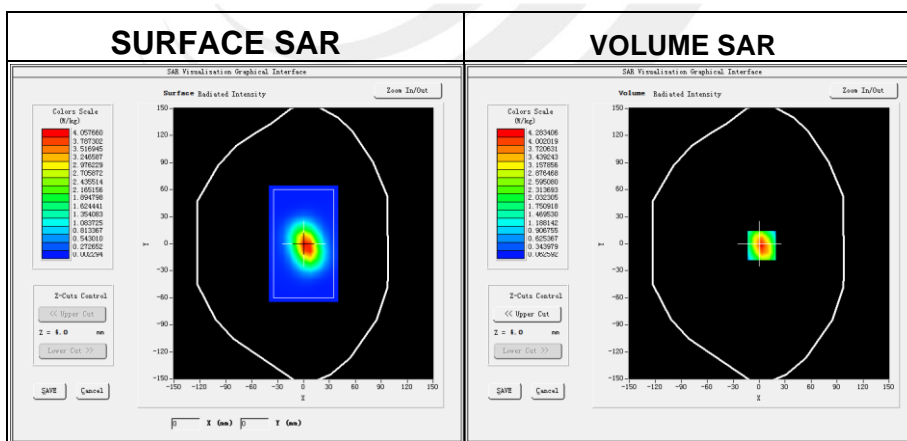 SURFACE SAR
VOLUME SAR
SAR Visualisation Graphical Interface
Surface Radiated Intensity
Zoom In/Out
Colors Scale
(W/kg)
4.057660
3.787302
3.516945
3.246587
2.976229
2.705872
2.435514
2.165156
1.894798
1.624441
1.354083
1.083725
0.813367
0.543010
0.272652
0.002294
Z-Cuts Control
<< Upper Cut
Z = 4.0 mm
Lower Cut >>
SAVE Cancel
150
120
90
60
30
0
-30
-60
-90
-120
-150
Y
-150 -120 -90 -60 -30 0 30 60 90 120 150
X
0 X (mm) 0 Y (mm)
SAR Visualisation Graphical Interface
Volume Radiated Intensity
Zoom In/Out
Colors Scale
(W/kg)
4.283406
4.002019
3.720631
3.439243
3.157856
2.876468
2.595080
2.313693
2.032305
1.750918
1.469530
1.188142
0.906755
0.625367
0.343979
0.062592
Z-Cuts Control
<< Upper Cut
Z = 4.0 mm
Lower Cut >>
SAVE Cancel
150
120
90
60
30
0
-30
-60
-90
-120
-150
Y
-150 -120 -90 -60 -30 0 30 60 90 120 150
X